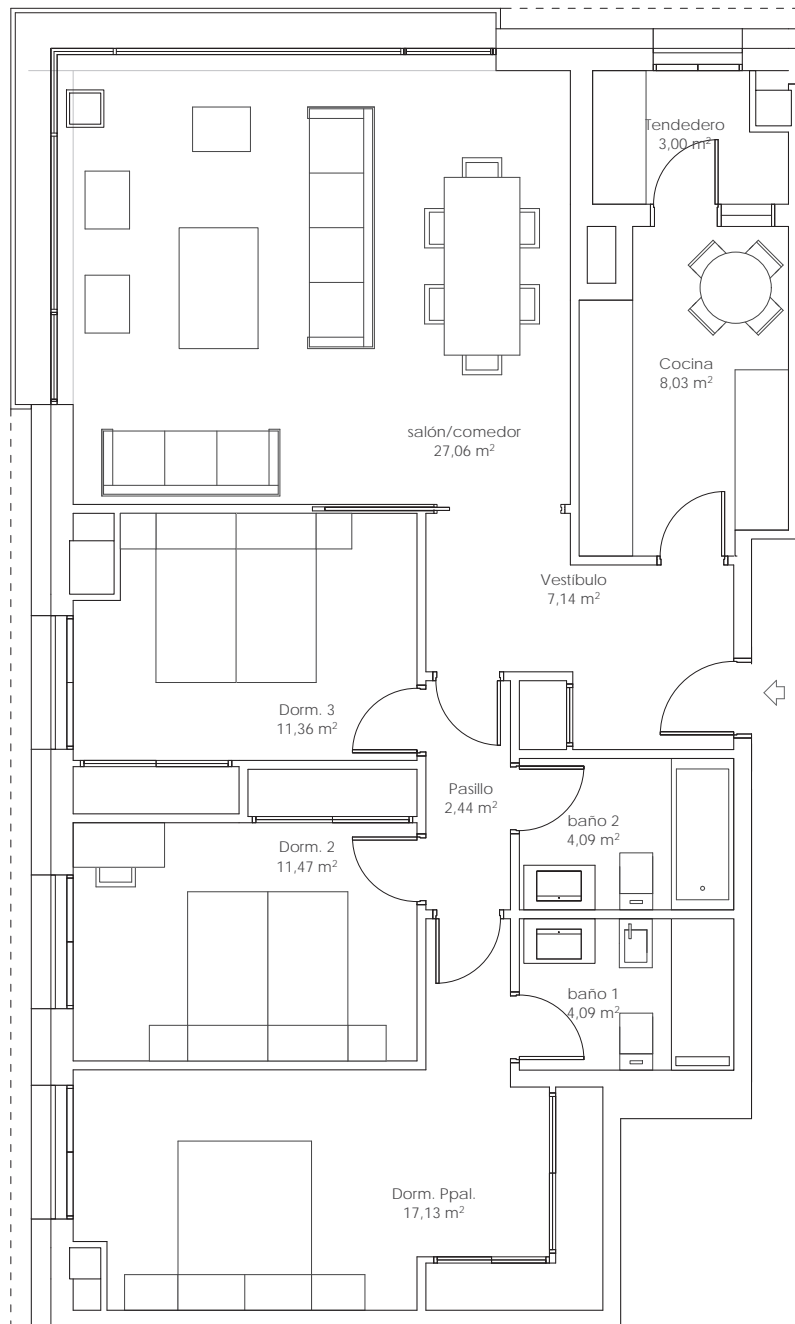 Tendedero
3,00 m²
Cocina
8,03 m²
salón/comedor
27,06 m²
Vestíbulo
7,14 m²
Dorm. 3
11,36 m²
Pasillo
2,44 m²
baño 2
4,09 m²
Dorm. 2
11,47 m²
baño 1
4,09 m²
Dorm. Ppal.
17,13 m²